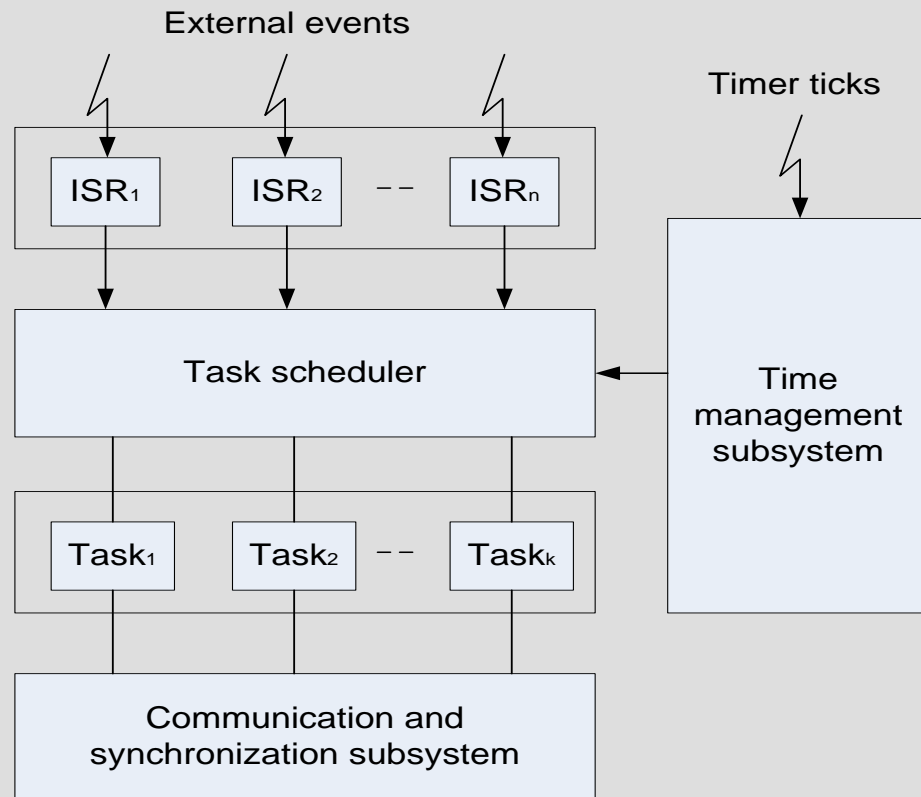 External events
Timer ticks
ISR₁ ISR₂ -- ISRₙ
Task scheduler
Time
management
subsystem
Task₁ Task₂ -- Taskₖ
Communication and
synchronization subsystem